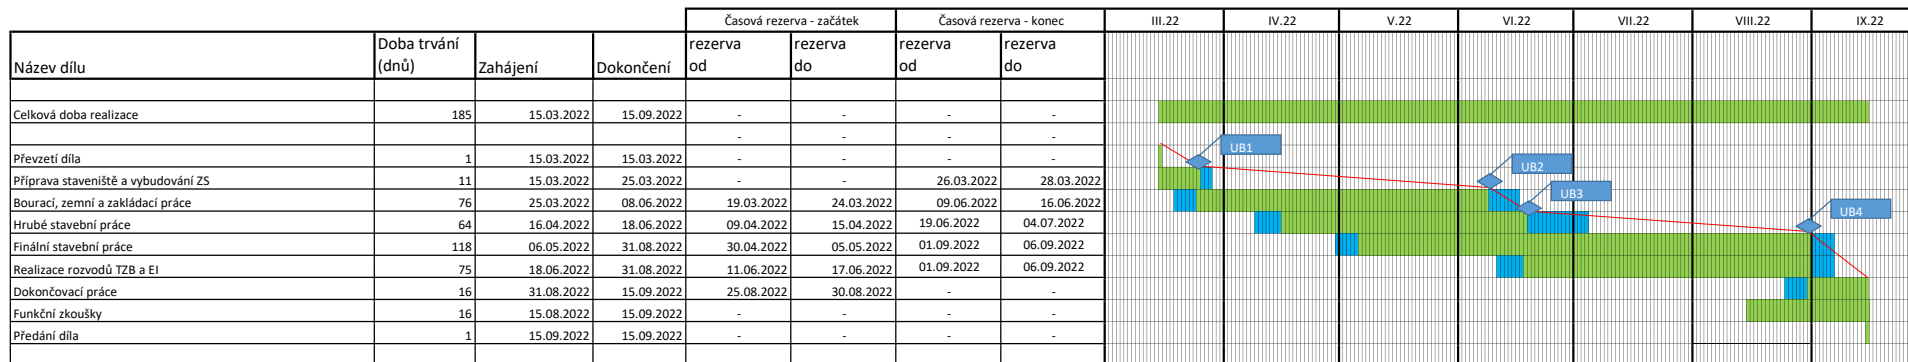 Časová rezerva - začátek Časová rezerva - konec III.22 IV.22 V.22 VI.22 VII.22 VIII.22 IX.22
Název dílu Doba trvání (dnů) Zahájení Dokončení rezerva od rezerva do rezerva od rezerva do
Celková doba realizace 185 15.03.2022 15.09.2022 - - - -
- - - -
Převzetí díla 1 15.03.2022 15.03.2022 - - - -
UB1
Příprava staveniště a vybudování ZS 11 15.03.2022 25.03.2022 - - 26.03.2022 28.03.2022
UB2
Bourací, zemní a zakládací práce 76 25.03.2022 08.06.2022 19.03.2022 24.03.2022 09.06.2022 16.06.2022
UB3
Hrubé stavební práce 64 16.04.2022 18.06.2022 09.04.2022 15.04.2022 19.06.2022 04.07.2022
UB4
Finální stavební práce 118 06.05.2022 31.08.2022 30.04.2022 05.05.2022 01.09.2022 06.09.2022
Realizace rozvodů TZB a EI 75 18.06.2022 31.08.2022 11.06.2022 17.06.2022 01.09.2022 06.09.2022
Dokončovací práce 16 31.08.2022 15.09.2022 25.08.2022 30.08.2022 - -
Funkční zkoušky 16 15.08.2022 15.09.2022 - - - -
Předání díla 1 15.09.2022 15.09.2022 - - - -